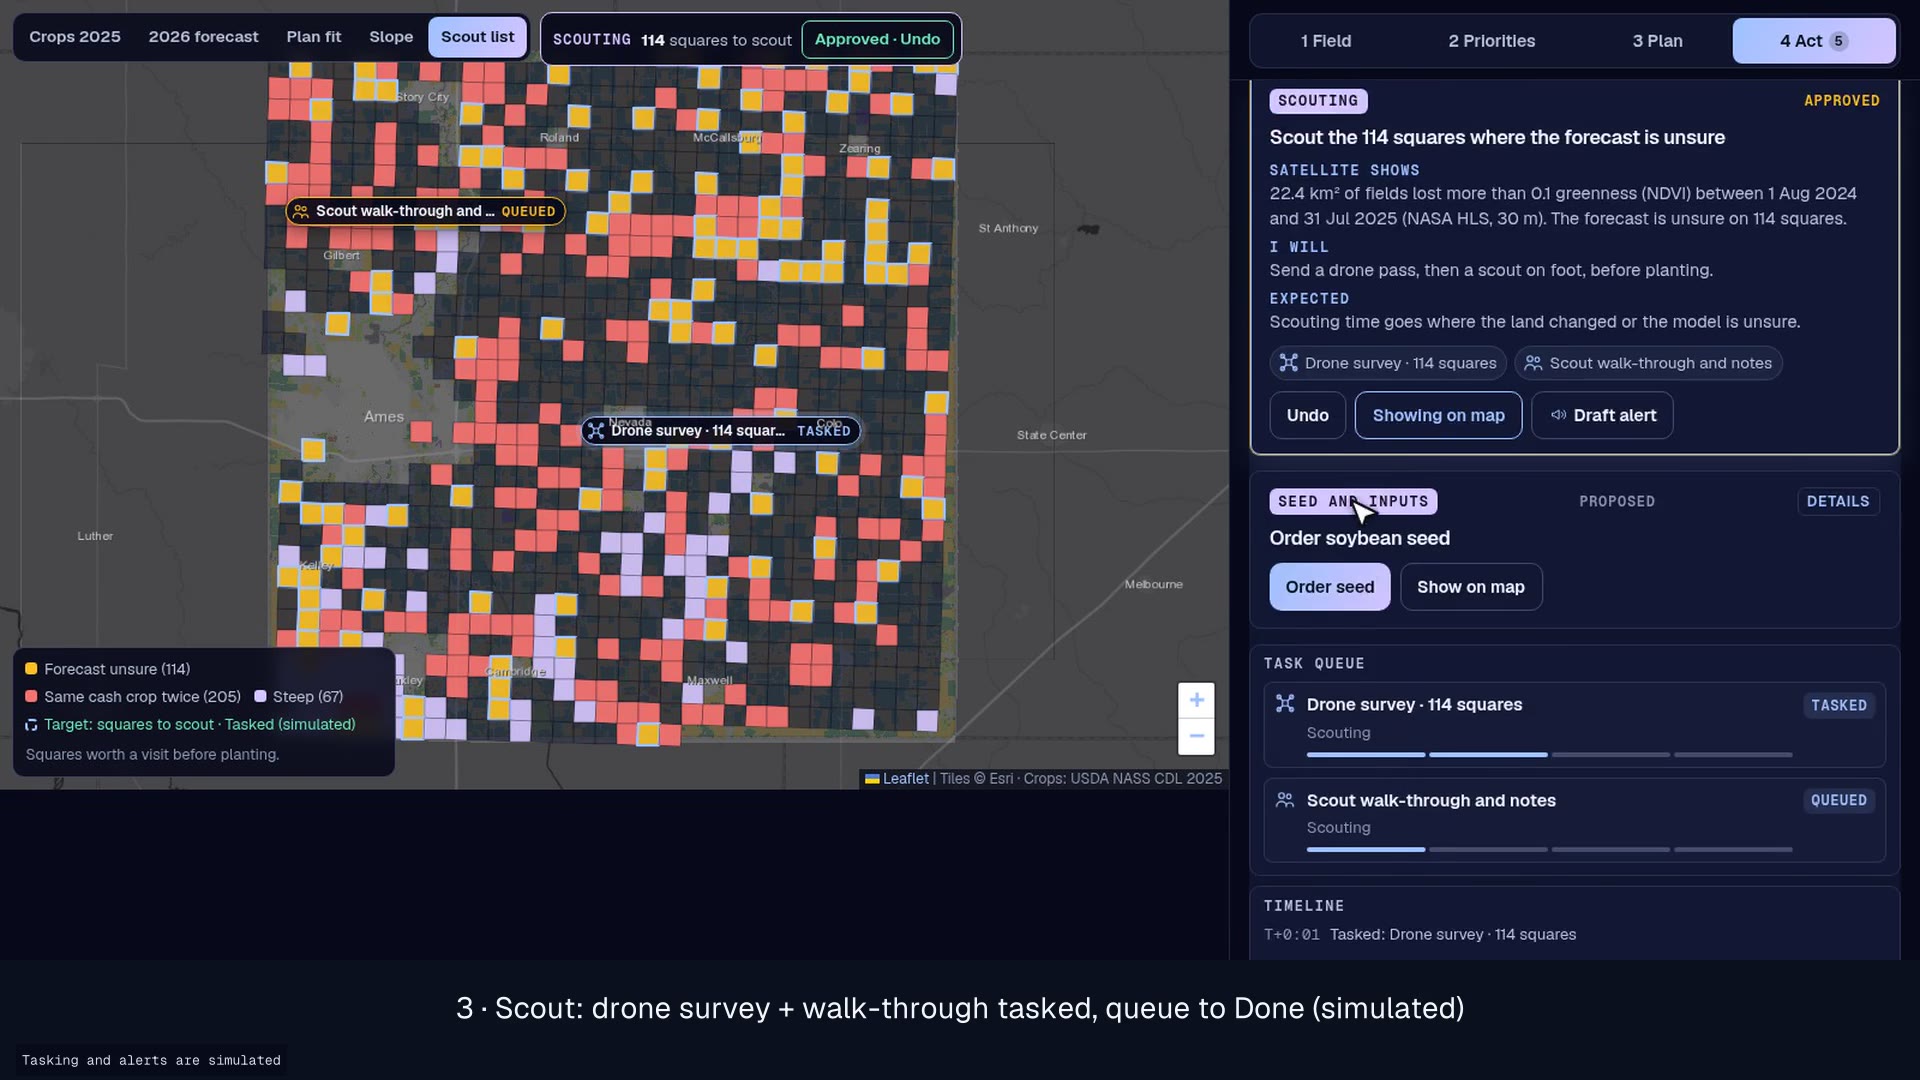 Crops 2025
2026 forecast
Plan fit
Slope
Scout list
SCOUTING 114 squares to scout
Approved · Undo
1 Field
2 Priorities
3 Plan
4 Act 5
Story City
Roland
McCallsburg
Zearing
Scout walk-through and ... QUEUED
Gilbert
St Anthony
Ames
Nevada
Colo
Drone survey · 114 squar... TASKED
State Center
Luther
Kelley
Melbourne
Cambridge
Maxwell
Forecast unsure (114)
Same cash crop twice (205)
Steep (67)
Target: squares to scout · Tasked (simulated)
Squares worth a visit before planting.
+
−
Leaflet | Tiles © Esri · Crops: USDA NASS CDL 2025
SCOUTING
APPROVED
Scout the 114 squares where the forecast is unsure
SATELLITE SHOWS
22.4 km² of fields lost more than 0.1 greenness (NDVI) between 1 Aug 2024
and 31 Jul 2025 (NASA HLS, 30 m). The forecast is unsure on 114 squares.
I WILL
Send a drone pass, then a scout on foot, before planting.
EXPECTED
Scouting time goes where the land changed or the model is unsure.
Drone survey · 114 squares
Scout walk-through and notes
Undo
Showing on map
Draft alert
SEED AND INPUTS
PROPOSED
DETAILS
Order soybean seed
Order seed
Show on map
TASK QUEUE
Drone survey · 114 squares
TASKED
Scouting
Scout walk-through and notes
QUEUED
Scouting
TIMELINE
T+0:01 Tasked: Drone survey · 114 squares
3 · Scout: drone survey + walk-through tasked, queue to Done (simulated)
Tasking and alerts are simulated